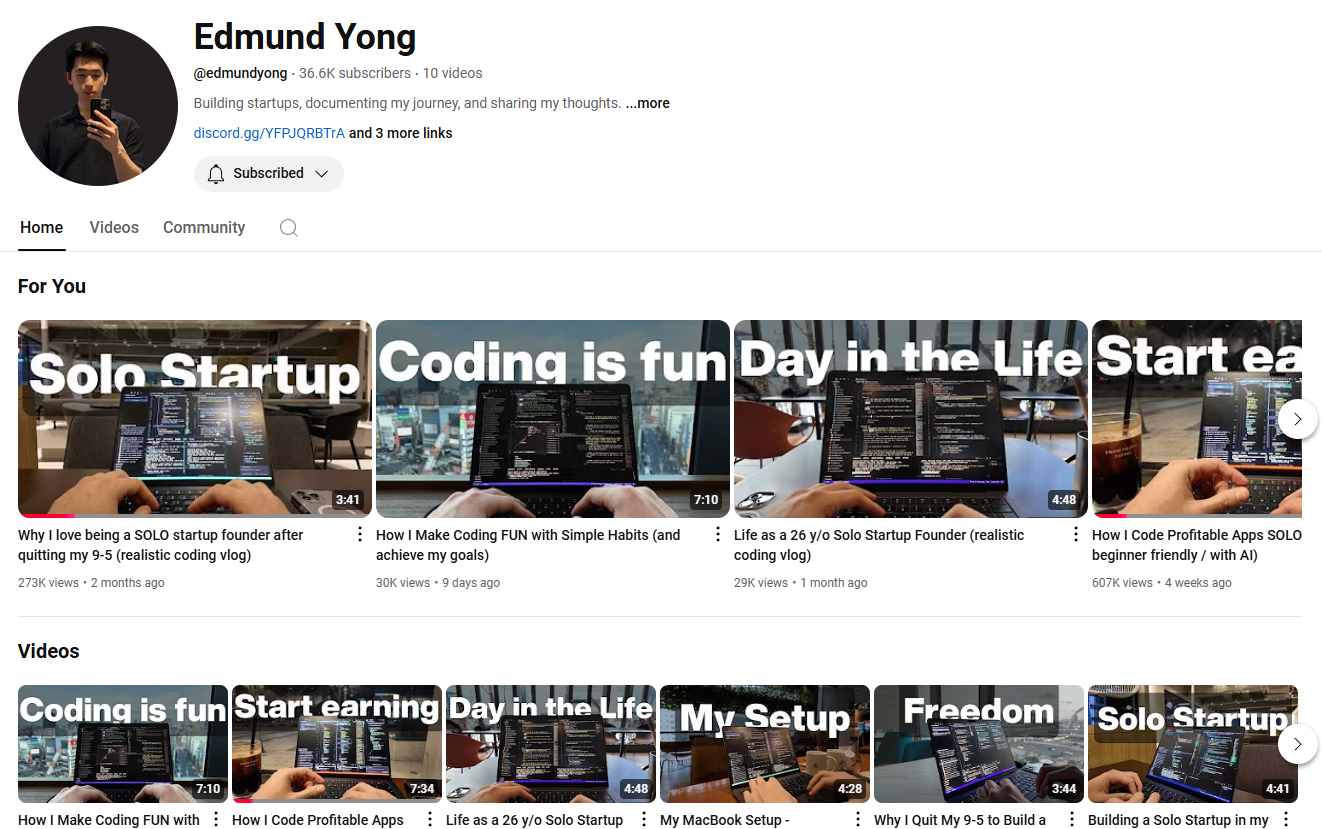 Edmund Yong
@edmundyong · 36.6K subscribers · 10 videos
Building startups, documenting my journey, and sharing my thoughts. ...more
discord.gg/YFPJQRBTrA and 3 more links
Subscribed
Home Videos Community
For You
Solo Startup
3:41
Why I love being a SOLO startup founder after
quitting my 9-5 (realistic coding vlog)
273K views • 2 months ago
Coding is fun
7:10
How I Make Coding FUN with Simple Habits (and
achieve my goals)
30K views • 9 days ago
Day in the Life
4:48
Life as a 26 y/o Solo Startup Founder (realistic
coding vlog)
29K views • 1 month ago
Start ea
How I Code Profitable Apps SOLO
beginner friendly / with AI)
607K views • 4 weeks ago
Videos
Coding is fun
7:10
How I Make Coding FUN with
Start earning
7:34
How I Code Profitable Apps
Day in the Life
4:48
Life as a 26 y/o Solo Startup
My Setup
4:28
My MacBook Setup -
Freedom
3:44
Why I Quit My 9-5 to Build a
Solo Startup
4:41
Building a Solo Startup in my